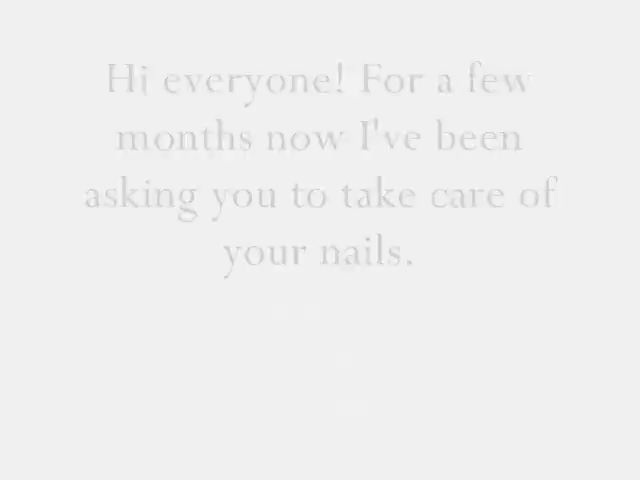 Hi everyone! For a few
months now I've been
asking you to take care of
your nails.